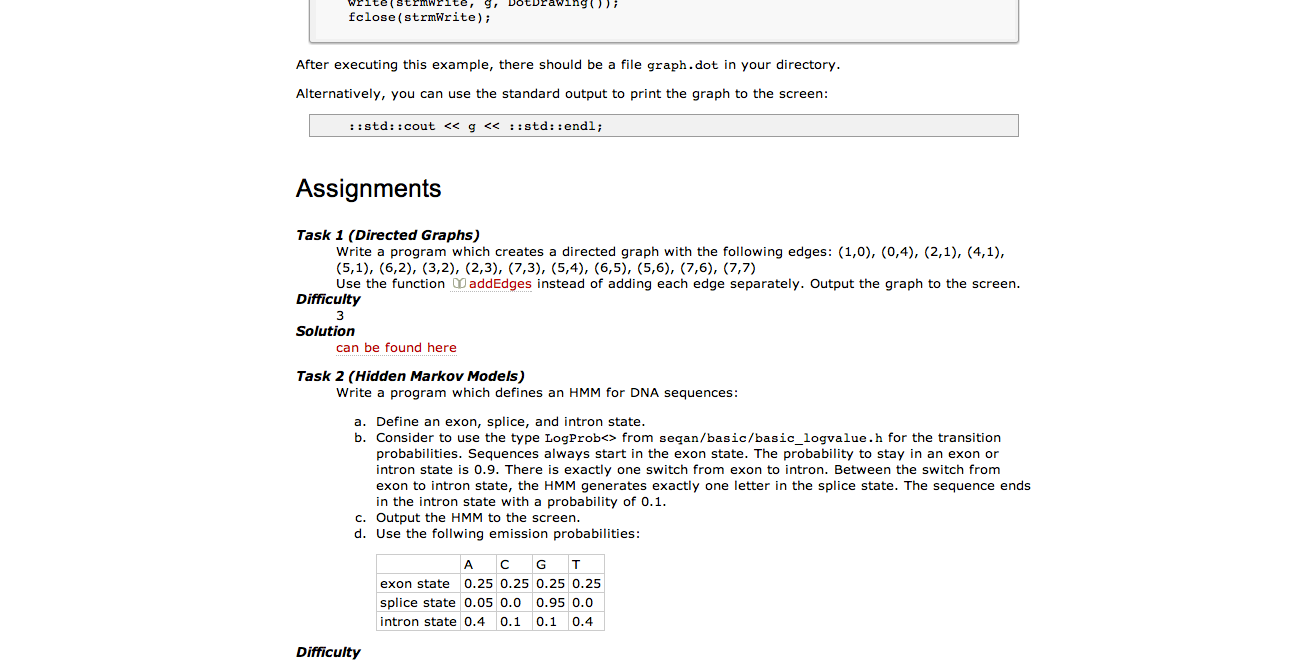 write(strmWrite, g, DotDrawing());
fclose(strmWrite);
After executing this example, there should be a file graph.dot in your directory.
Alternatively, you can use the standard output to print the graph to the screen:
::std::cout << g << ::std::endl;
Assignments
Task 1 (Directed Graphs)
Write a program which creates a directed graph with the following edges: (1,0), (0,4), (2,1), (4,1),
(5,1), (6,2), (3,2), (2,3), (7,3), (5,4), (6,5), (5,6), (7,6), (7,7)
Use the function addEdges instead of adding each edge separately. Output the graph to the screen.
Difficulty
3
Solution
can be found here
Task 2 (Hidden Markov Models)
Write a program which defines an HMM for DNA sequences:
a. Define an exon, splice, and intron state.
b. Consider to use the type LogProb<> from seqan/basic/basic_logvalue.h for the transition
probabilities. Sequences always start in the exon state. The probability to stay in an exon or
intron state is 0.9. There is exactly one switch from exon to intron. Between the switch from
exon to intron state, the HMM generates exactly one letter in the splice state. The sequence ends
in the intron state with a probability of 0.1.
c. Output the HMM to the screen.
d. Use the follwing emission probabilities:
A C G T
exon state 0.25 0.25 0.25 0.25
splice state 0.05 0.0 0.95 0.0
intron state 0.4 0.1 0.1 0.4
Difficulty